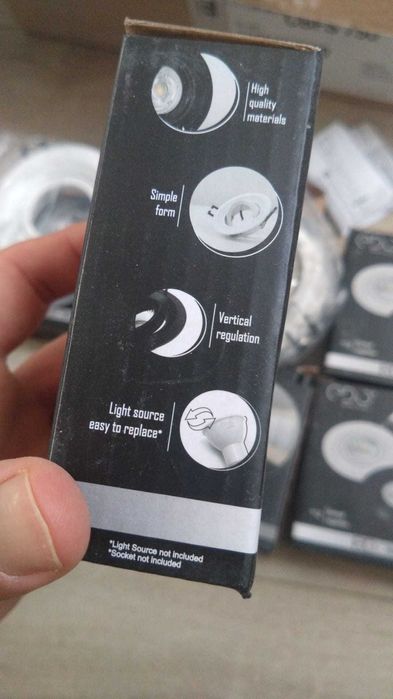 High
quality
materials
Simple
form
Vertical
regulation
Light source
easy to replace*
*Light Source not included
*Socket not included